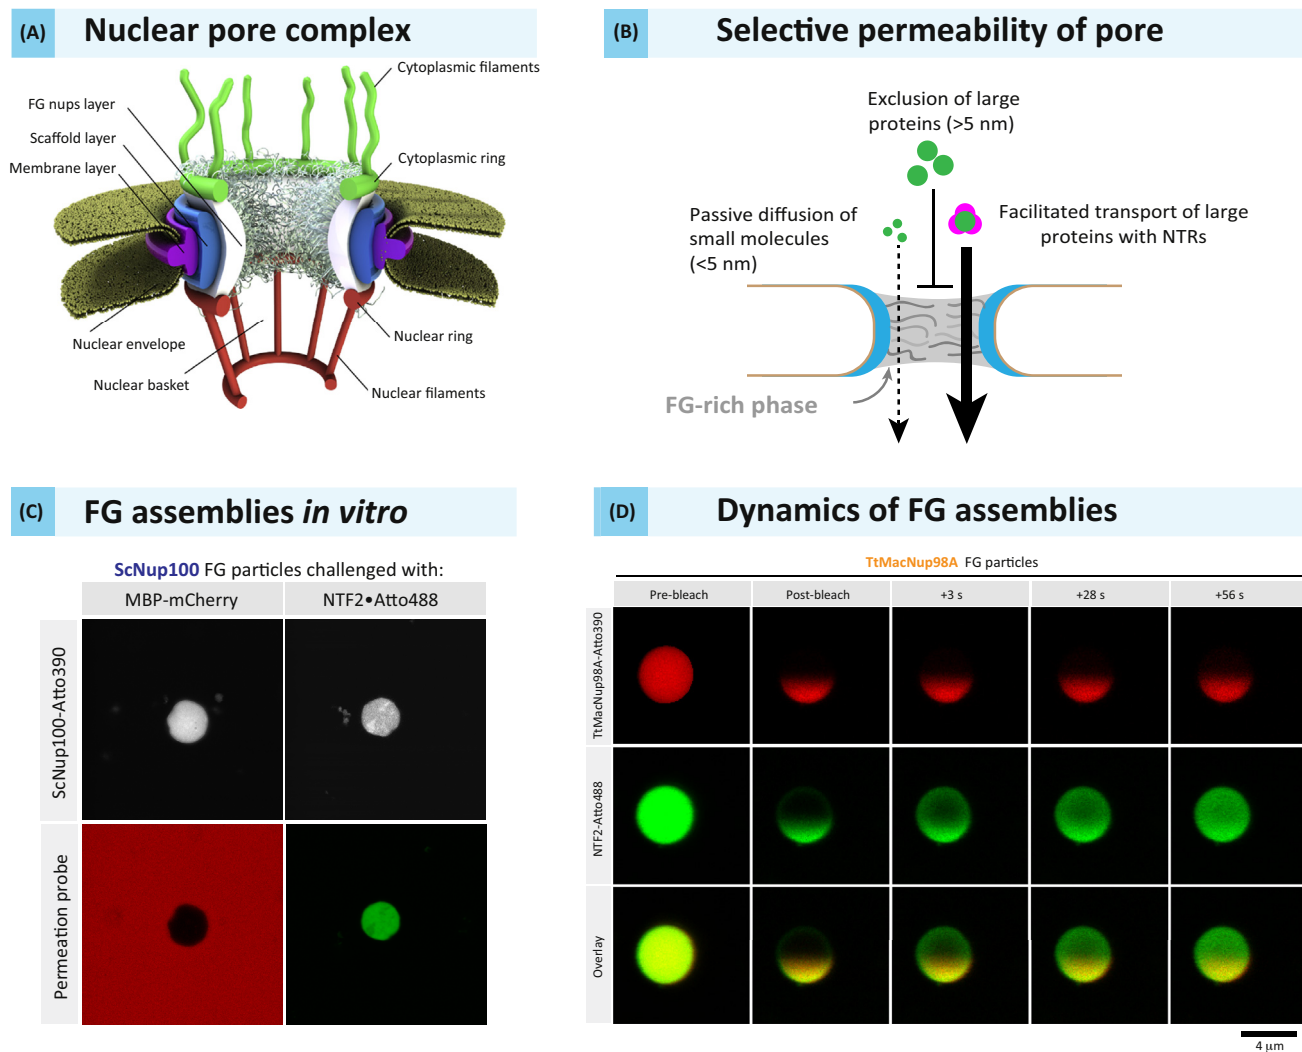 (A) Nuclear pore complex
Cytoplasmic filaments
FG nups layer
Scaffold layer
Membrane layer
Cytoplasmic ring
Nuclear envelope
Nuclear basket
Nuclear ring
Nuclear filaments
(B) Selective permeability of pore
Exclusion of large
proteins (>5 nm)
Passive diffusion of
small molecules
(<5 nm)
Facilitated transport of large
proteins with NTRs
FG-rich phase
(C) FG assemblies in vitro
ScNup100 FG particles challenged with:
MBP-mCherry
NTF2•Atto488
ScNup100-Atto390
Permeation probe
(D) Dynamics of FG assemblies
TtMacNup98A FG particles
Pre-bleach
Post-bleach
+3 s
+28 s
+56 s
TtMacNup98A-Atto390
NTF2-Atto488
Overlay
4 μm